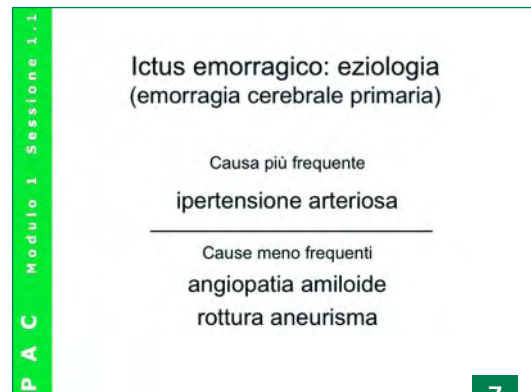 PAC Modulo 1 Sessione 1.1
Ictus emorragico: eziologia
(emorragia cerebrale primaria)
Causa più frequente
ipertensione arteriosa
Cause meno frequenti
angiopatia amiloide
rottura aneurisma
7